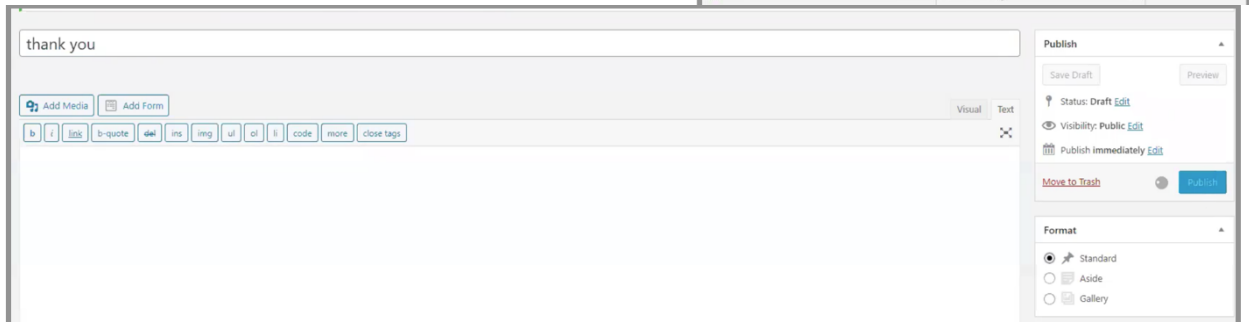 thank you
Publish
Save Draft Preview
Add Media Add Form
Visual Text
Status: Draft Edit
b i link b-quote del ins img ul ol li code more close tags
Visibility: Public Edit
Publish immediately Edit
Move to Trash Publish
Format
Standard
Aside
Gallery